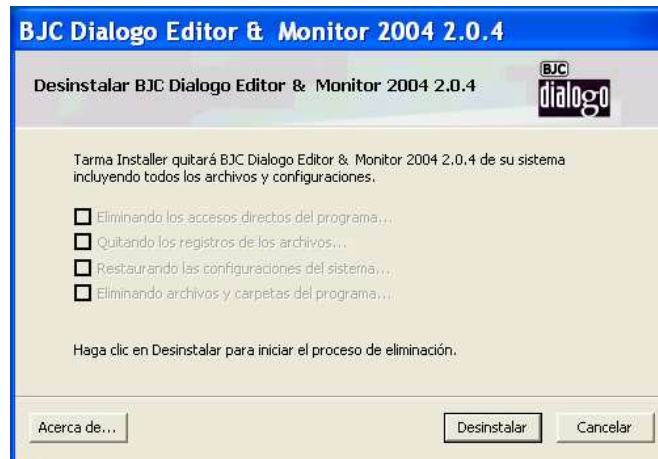 BJC Dialogo Editor & Monitor 2004 2.0.4
Desinstalar BJC Dialogo Editor & Monitor 2004 2.0.4
BJC
dialogo
Tarma Installer quitará BJC Dialogo Editor & Monitor 2004 2.0.4 de su sistema
incluyendo todos los archivos y configuraciones.
Eliminando los accesos directos del programa...
Quitando los registros de los archivos...
Restaurando las configuraciones del sistema...
Eliminando archivos y carpetas del programa...
Haga clic en Desinstalar para iniciar el proceso de eliminación.
Acerca de...
Desinstalar
Cancelar